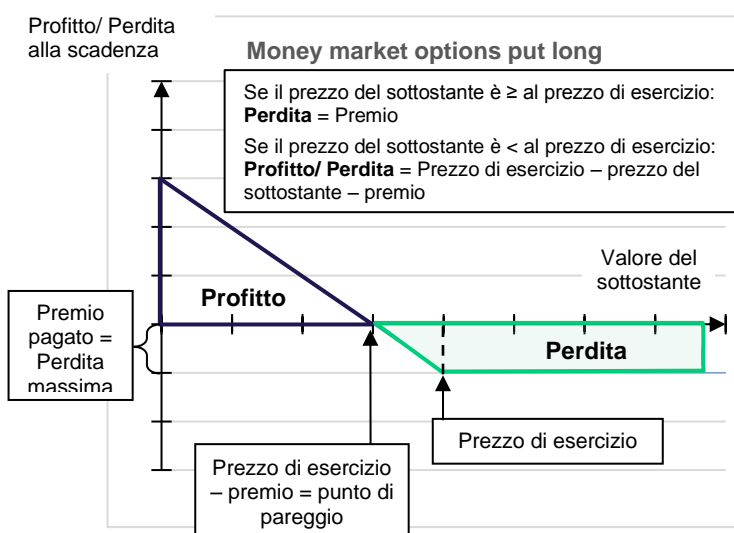 Profitto/ Perdita
alla scadenza
Money market options put long
Se il prezzo del sottostante è ≥ al prezzo di esercizio:
Perdita = Premio
Se il prezzo del sottostante è < al prezzo di esercizio:
Profitto/ Perdita = Prezzo di esercizio – prezzo del
sottostante – premio
Valore del
sottostante
Profitto
Premio
pagato =
Perdita
massima
Perdita
Prezzo di esercizio
Prezzo di esercizio
– premio = punto di
pareggio